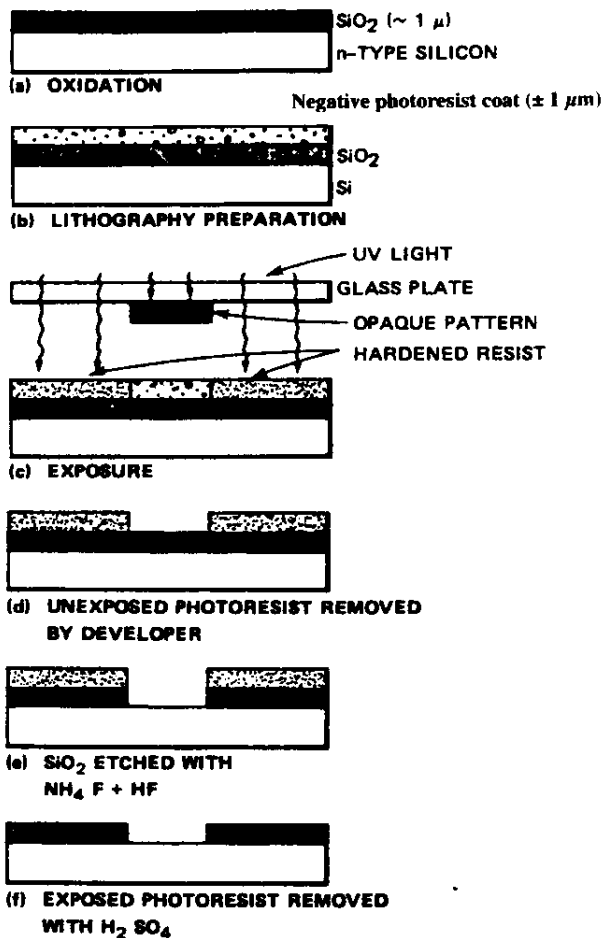 SiO₂ (~ 1 μ)
n-TYPE SILICON
(a) OXIDATION
Negative photoresist coat (± 1 μm)
SiO₂
Si
(b) LITHOGRAPHY PREPARATION
UV LIGHT
GLASS PLATE
OPAQUE PATTERN
HARDENED RESIST
(c) EXPOSURE
(d) UNEXPOSED PHOTORESIST REMOVED
BY DEVELOPER
(e) SiO₂ ETCHED WITH
NH₄ F + HF
(f) EXPOSED PHOTORESIST REMOVED
WITH H₂ SO₄